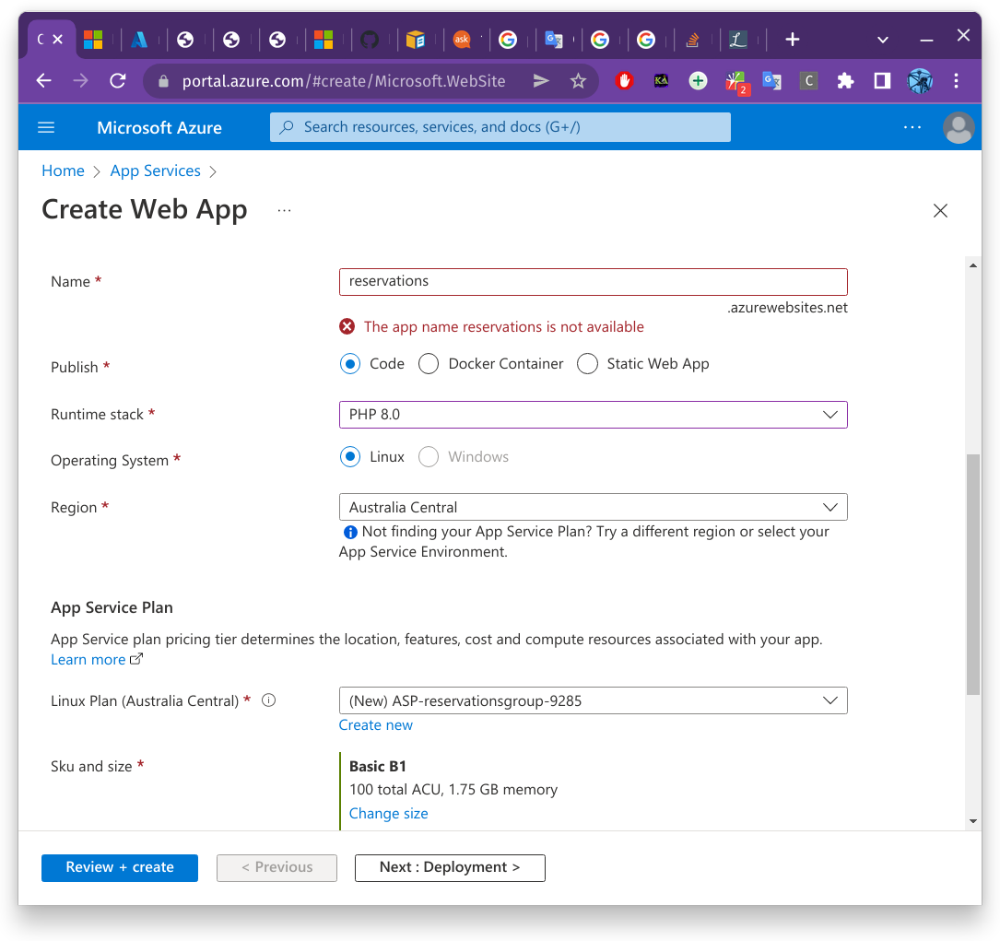 C
ask
portal.azure.com/#create/Microsoft.WebSite
KA
2
G
C
Microsoft Azure
Search resources, services, and docs (G+/)
Home > App Services >
Create Web App ...
Name *
reservations
.azurewebsites.net
The app name reservations is not available
Publish *
Code Docker Container Static Web App
Runtime stack *
PHP 8.0
Operating System *
Linux Windows
Region *
Australia Central
Not finding your App Service Plan? Try a different region or select your
App Service Environment.
App Service Plan
App Service plan pricing tier determines the location, features, cost and compute resources associated with your app.
Learn more
Linux Plan (Australia Central) *
(New) ASP-reservationsgroup-9285
Create new
Sku and size *
Basic B1
100 total ACU, 1.75 GB memory
Change size
Review + create
< Previous
Next : Deployment >